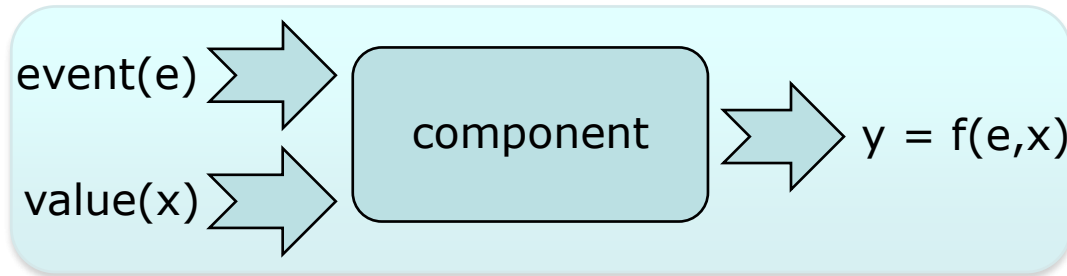 event(e)
value(x)
component
y = f(e,x)